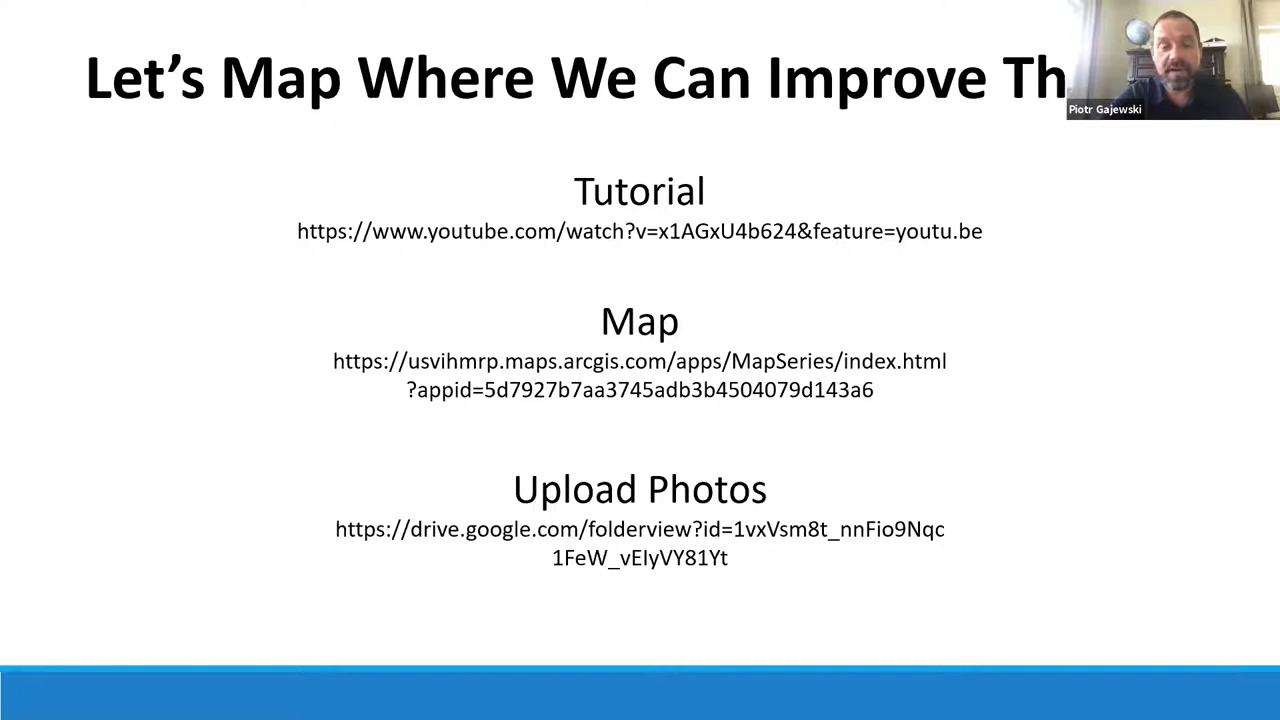 Let's Map Where We Can Improve Th
Piotr Gajewski
Tutorial
https://www.youtube.com/watch?v=x1AGxU4b624&feature=youtu.be
Map
https://usvihmrp.maps.arcgis.com/apps/MapSeries/index.html
?appid=5d7927b7aa3745adb3b4504079d143a6
Upload Photos
https://drive.google.com/folderview?id=1vxVsm8t_nnFio9Nqc
1FeW_vEIyVY81Yt